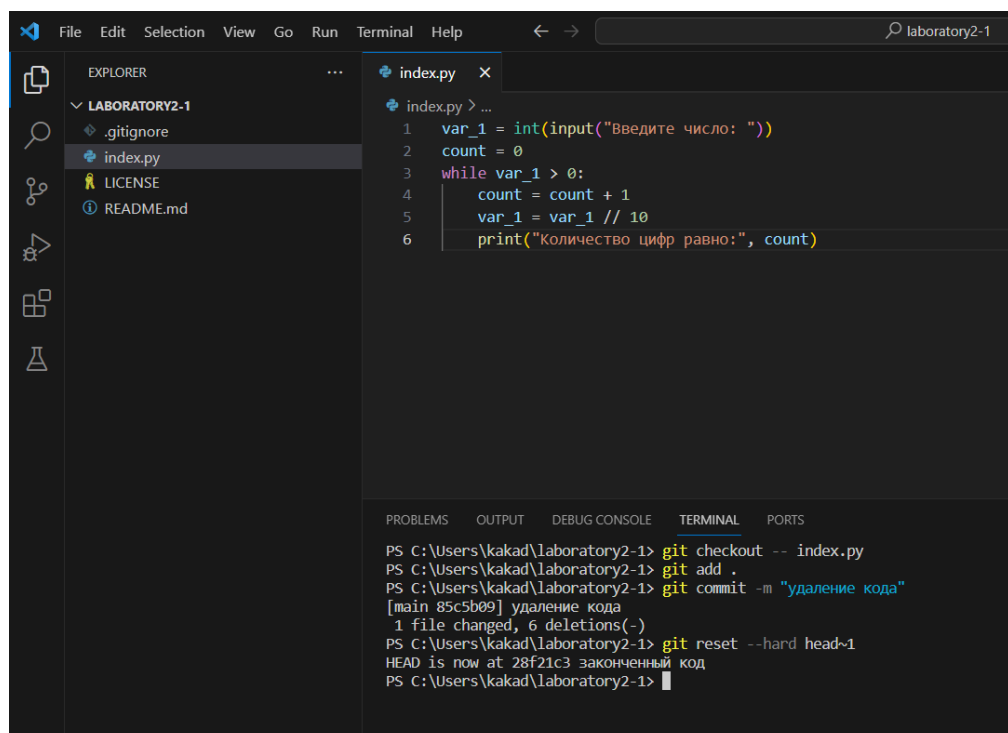 File Edit Selection View Go Run Terminal Help
laboratory2-1
EXPLORER
LABORATORY2-1
.gitignore
index.py
LICENSE
README.md
index.py
index.py > ...
1 var_1 = int(input("Введите число: "))
2 count = 0
3 while var_1 > 0:
4 count = count + 1
5 var_1 = var_1 // 10
6 print("Количество цифр равно:", count)
PROBLEMS OUTPUT DEBUG CONSOLE TERMINAL PORTS
PS C:\Users\kakad\laboratory2-1> git checkout -- index.py
PS C:\Users\kakad\laboratory2-1> git add .
PS C:\Users\kakad\laboratory2-1> git commit -m "удаление кода"
[main 85c5b09] удаление кода
1 file changed, 6 deletions(-)
PS C:\Users\kakad\laboratory2-1> git reset --hard head~1
HEAD is now at 28f21c3 законченный код
PS C:\Users\kakad\laboratory2-1>